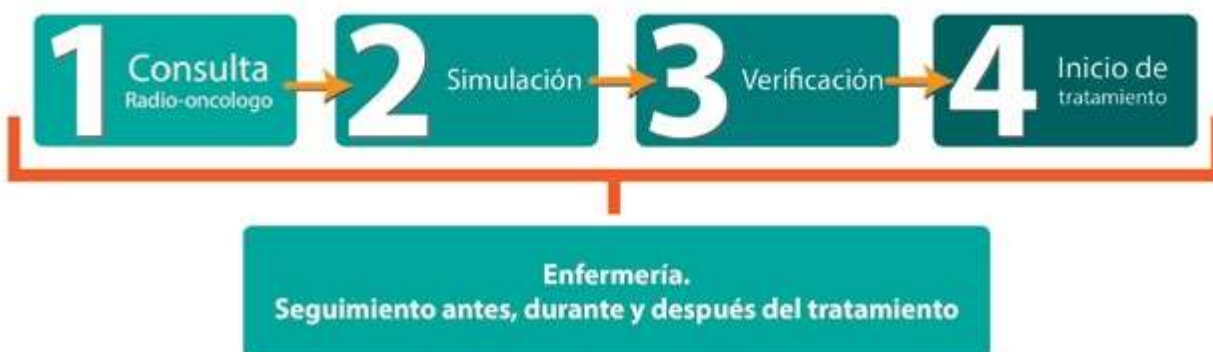 1
Consulta
Radio-oncologo
2
Simulación
3
Verificación
4
Inicio de
tratamiento
Enfermería.
Seguimiento antes, durante y después del tratamiento